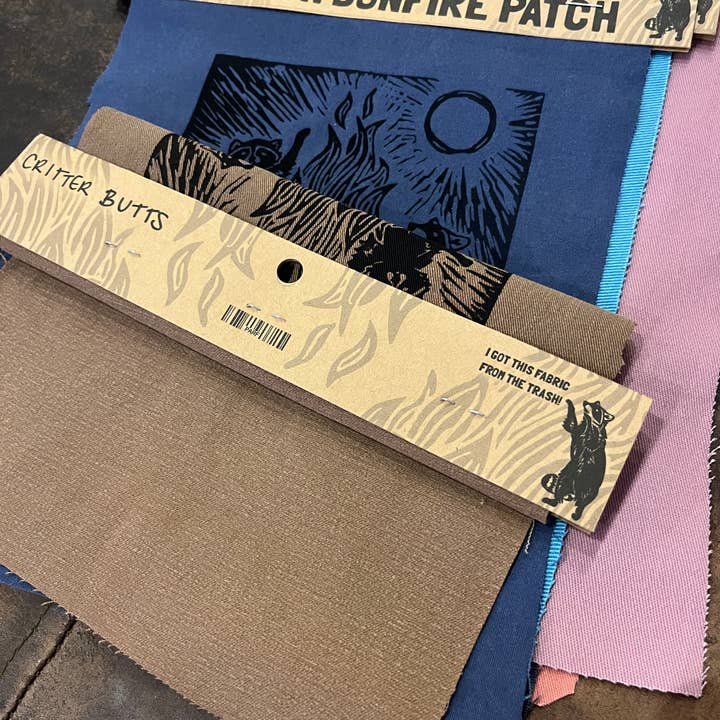 BONFIRE PATCH
CRITTER BUTTS
I GOT THIS FABRIC
FROM THE TRASH!